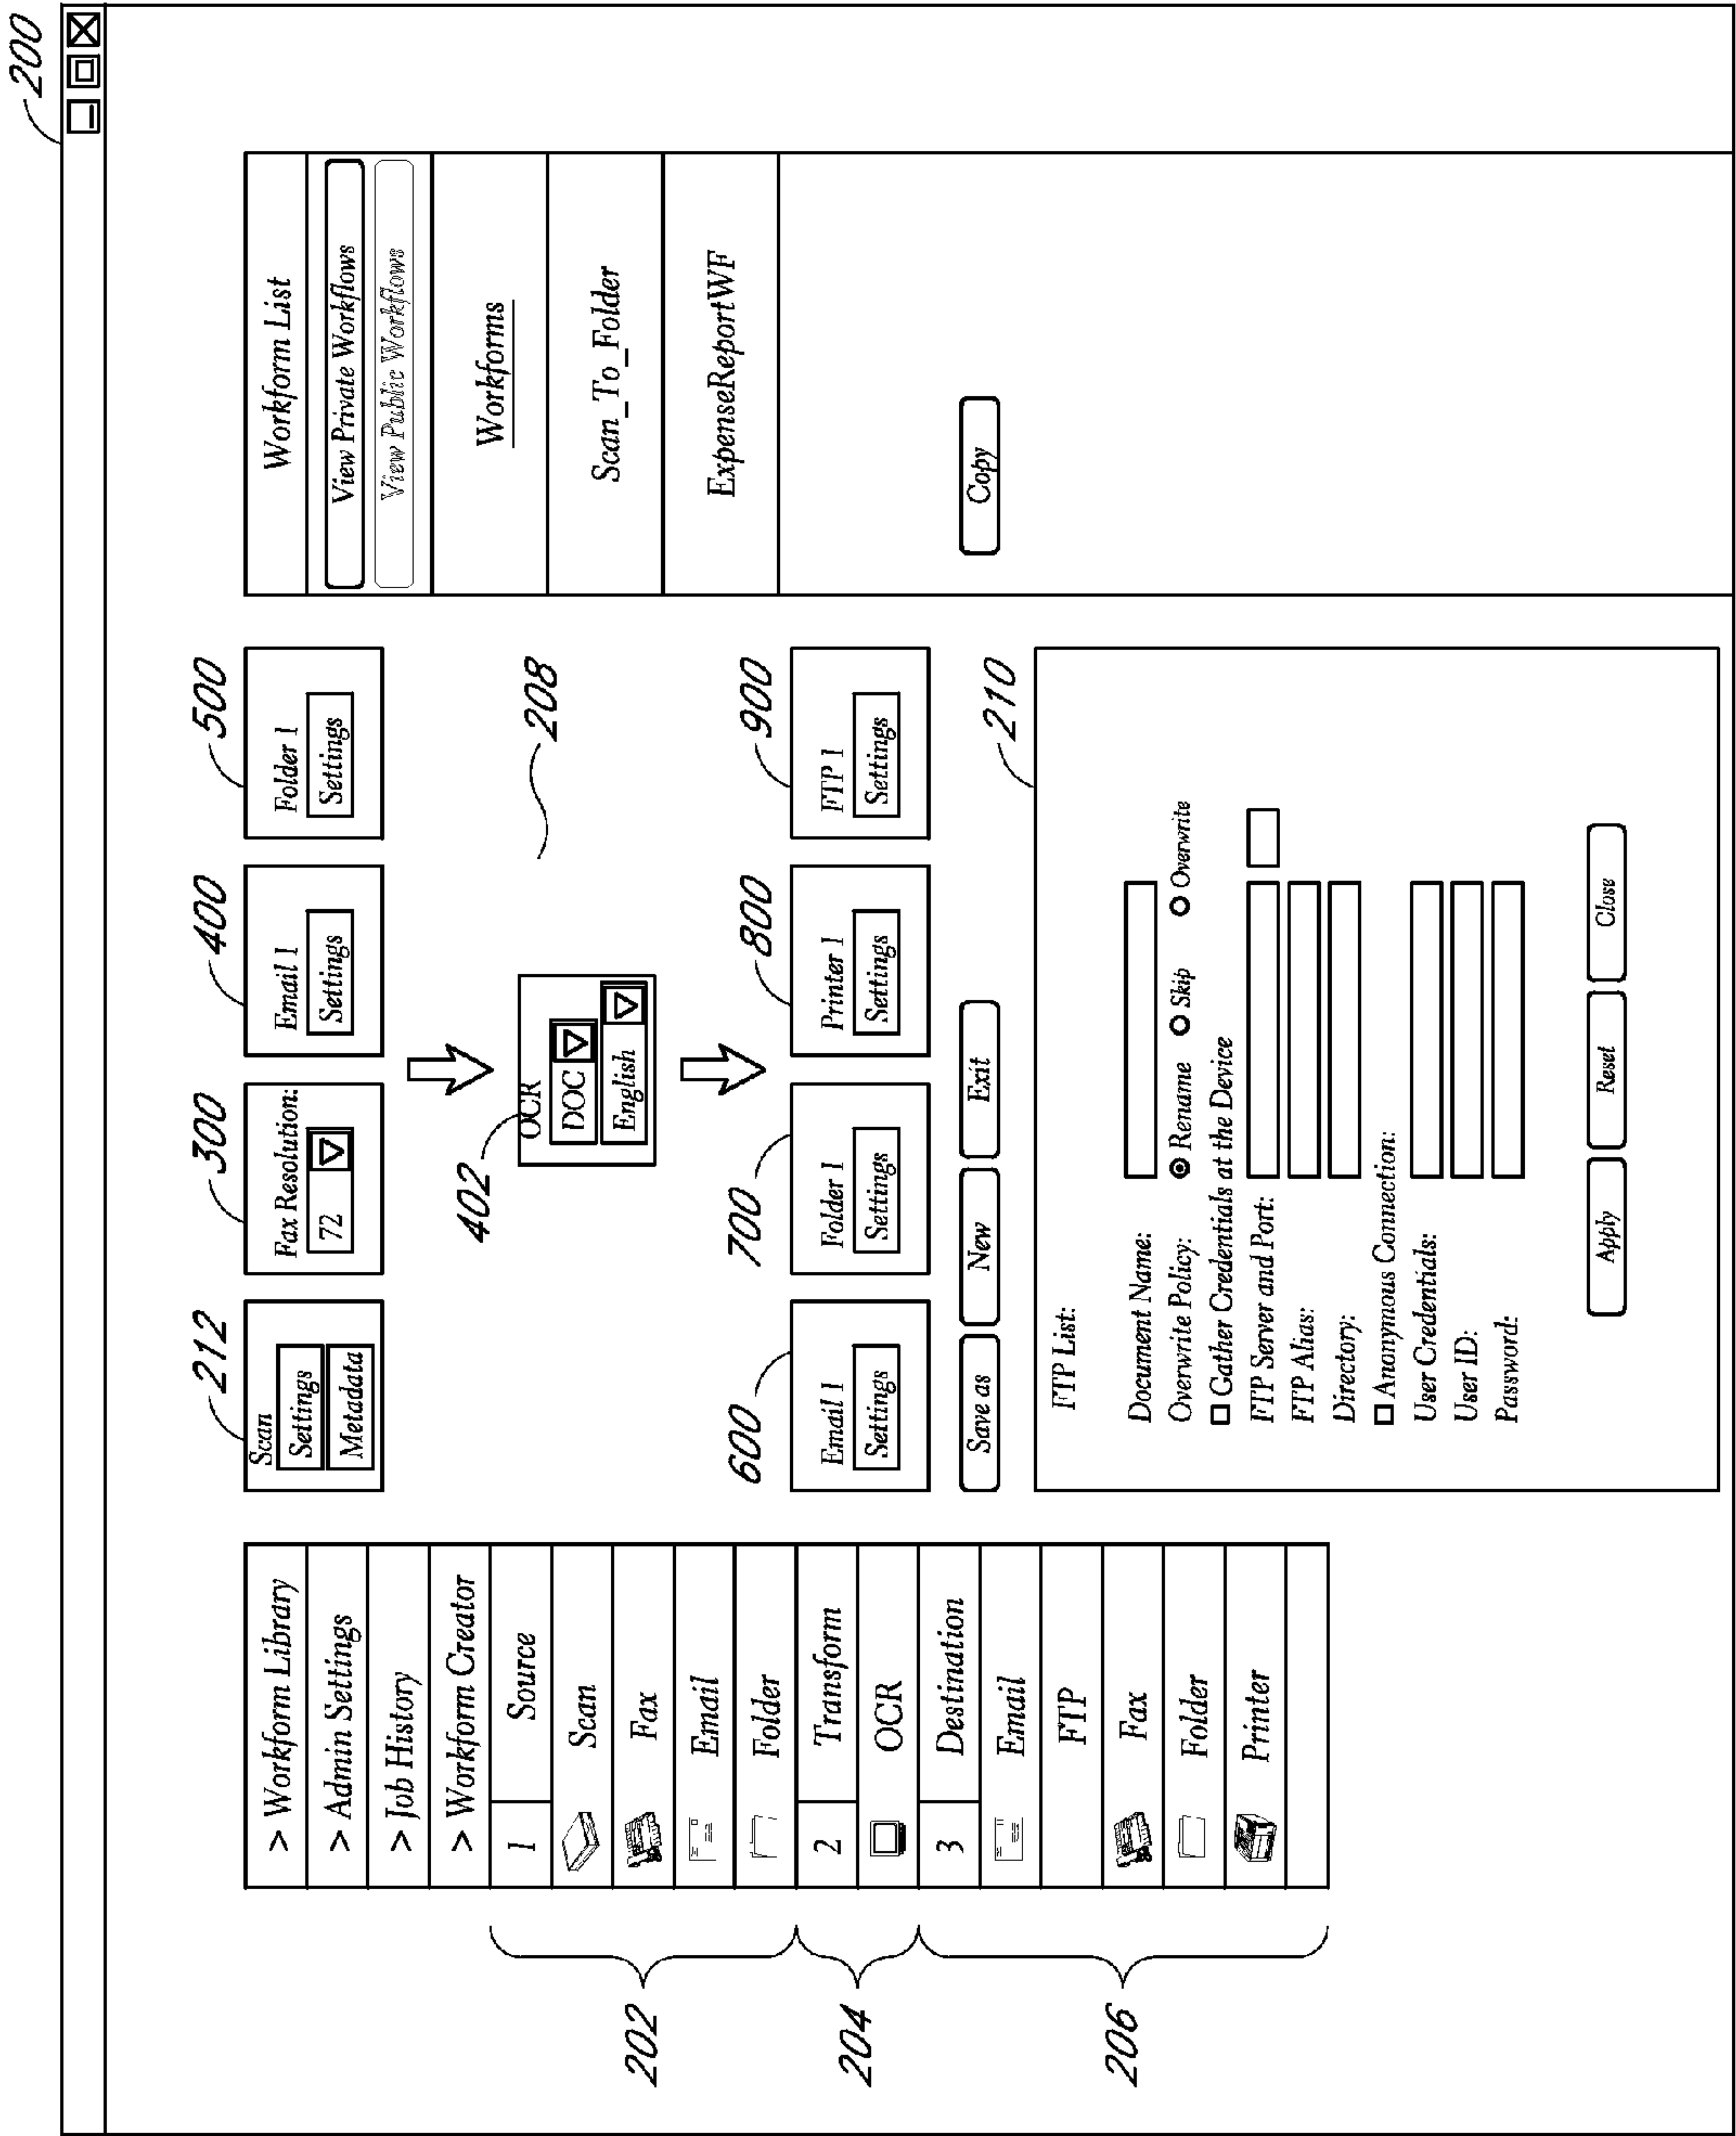 200
> Workform Library
> Admin Settings
> Job History
> Workform Creator
1 Source
Scan
Fax
Email
Folder
2 Transform
OCR
3 Destination
Email
FTP
Fax
Folder
Printer
202
204
206
212
Scan
Settings
Metadata
300
Fax Resolution:
72
400
Email 1
Settings
500
Folder 1
Settings
402
OCR
DOC
English
208
600
Email 1
Settings
700
Folder 1
Settings
800
Printer 1
Settings
900
FTP 1
Settings
Save as
New
Exit
210
FTP List:
Document Name:
Overwrite Policy: Rename Skip Overwrite
Gather Credentials at the Device
FTP Server and Port:
FTP Alias:
Directory:
Anonymous Connection:
User Credentials:
User ID:
Password:
Apply Reset Close
Workform List
View Private Workflows
View Public Workflows
Workforms
Scan_To_Folder
ExpenseReportWF
Copy